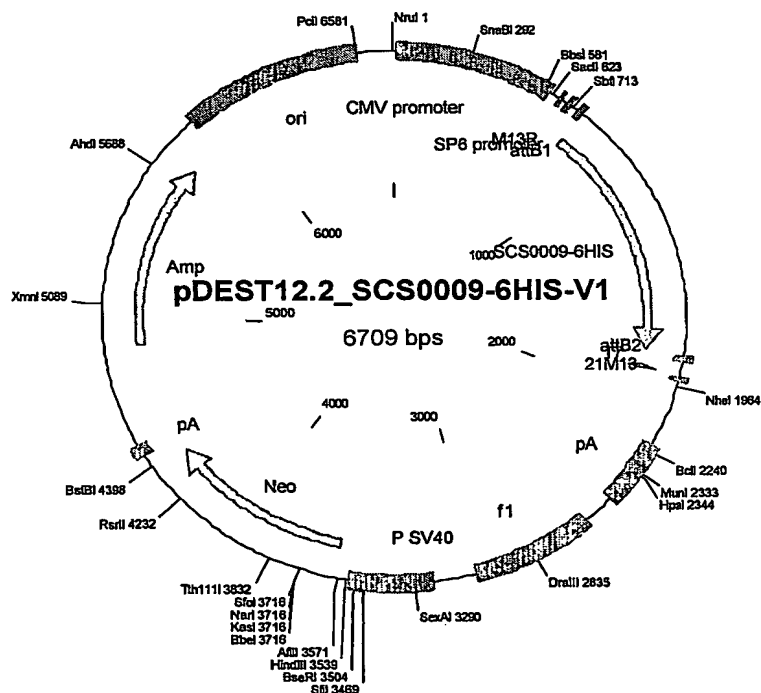 PciI 6581
NruI 1
SnaBI 292
BbsI 581
SacII 623
SbfI 713
ori
CMV promoter
M13R
SP6 promoter
attB1
AhdI 5688
I
6000
1000
SCS0009-6HIS
Amp
pDEST12.2_SCS0009-6HIS-V1
XmnI 5089
5000
6709 bps
2000
attB2
21M13
NheI 1964
4000
3000
pA
pA
BclI 2240
MunI 2333
HpaI 2344
BstBI 4398
Neo
f1
RsrII 4232
P SV40
DraIII 2835
Tth111I 3832
SfoI 3716
NarI 3716
KasI 3716
BbeI 3716
SexAI 3290
AflII 3571
HindIII 3539
BseRI 3504
SfiI 3469